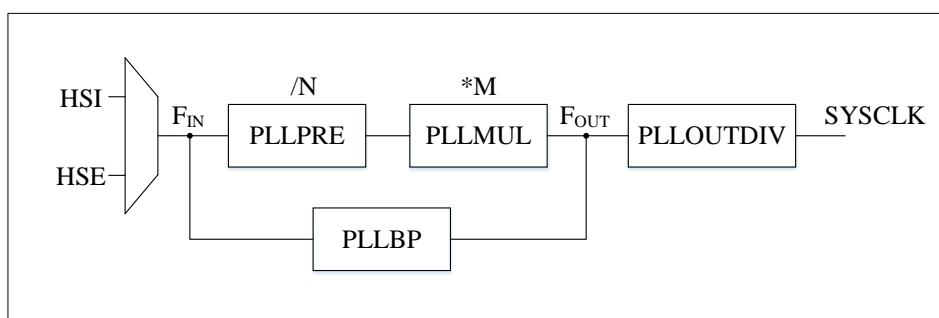 /N
*M
HSI
F_IN
F_OUT
SYSCLK
PLLPRE
PLLMUL
PLLOUTDIV
HSE
PLLBP